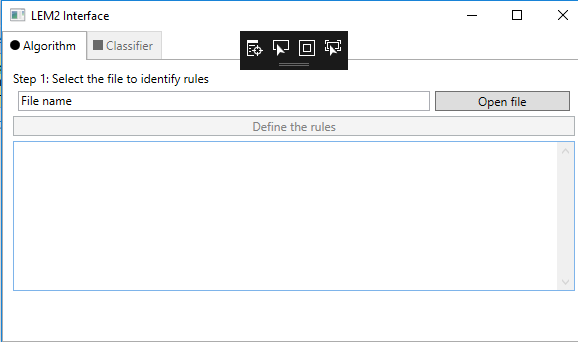 LEM2 Interface
Algorithm
Classifier
Step 1: Select the file to identify rules
File name
Open file
Define the rules